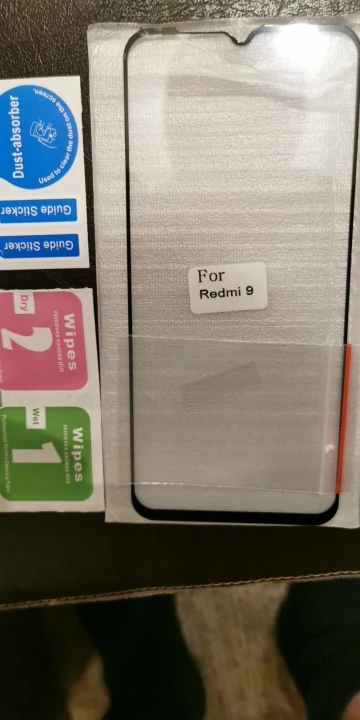 Dust-absorber
Used to clear the dust on the screen.
Guide Sticker
Guide Sticker
For
Redmi 9
Dry
2
Wipes
Wet
1
Wipes